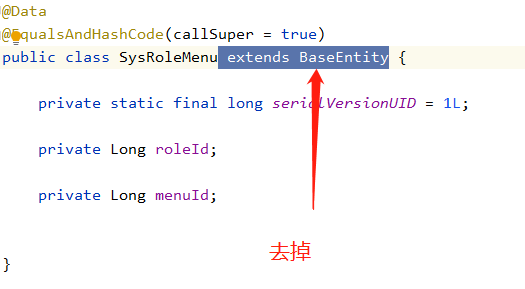 @Data
@EqualsAndHashCode(callSuper = true)
public class SysRoleMenu extends BaseEntity {
private static final long serialVersionUID = 1L;
private Long roleId;
private Long menuId;
去掉
}